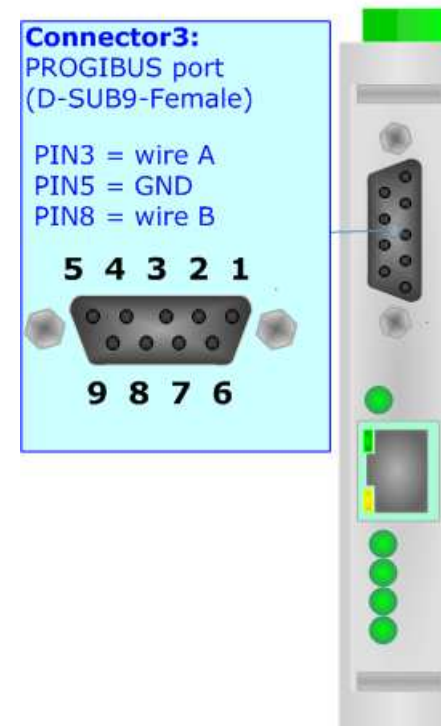 Connector3:
PROGIBUS port
(D-SUB9-Female)
PIN3 = wire A
PIN5 = GND
PIN8 = wire B
5 4 3 2 1
9 8 7 6